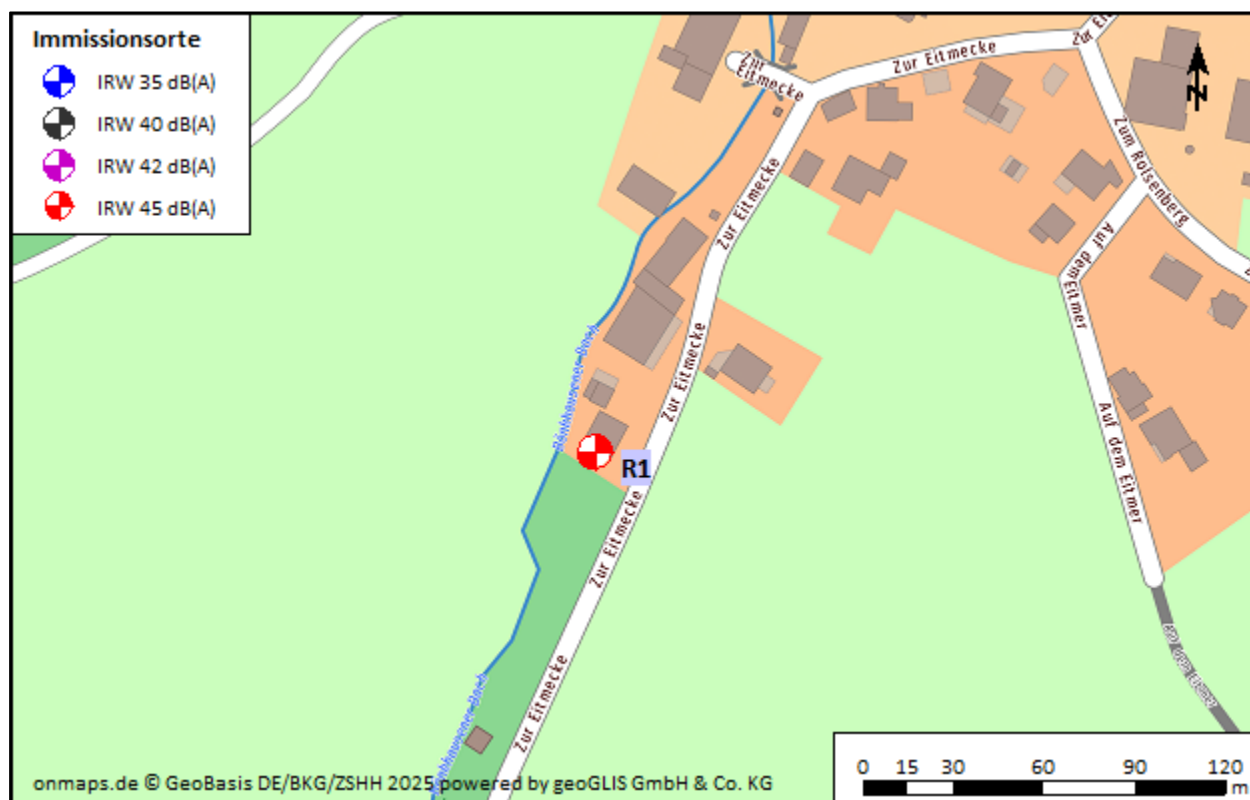 Immissionsorte
IRW 35 dB(A)
IRW 40 dB(A)
IRW 42 dB(A)
IRW 45 dB(A)
Zur
Eitmecke
Zur Eitmecke
Zur
N
Zum Rolsenberg
Zur Eitmecke
Auf dem Eitmer
Zur Eitmecke
Auf dem Eitmer
R1
Zur Eitmecke
Zur Eitmecke
onmaps.de © GeoBasis DE/BKG/ZSHH 2025 powered by geoGLIS GmbH & Co. KG
0 15 30 60 90 120
m